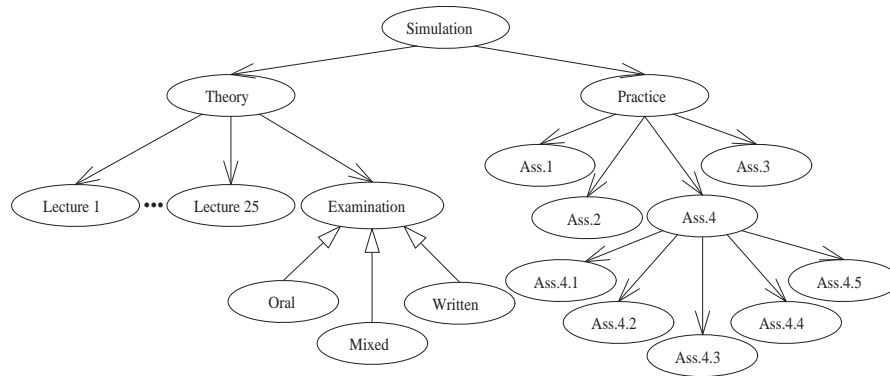 Simulation
Theory
Practice
Ass.1
Ass.3
Lecture 1
•••
Lecture 25
Examination
Ass.2
Ass.4
Oral
Mixed
Written
Ass.4.1
Ass.4.2
Ass.4.3
Ass.4.4
Ass.4.5